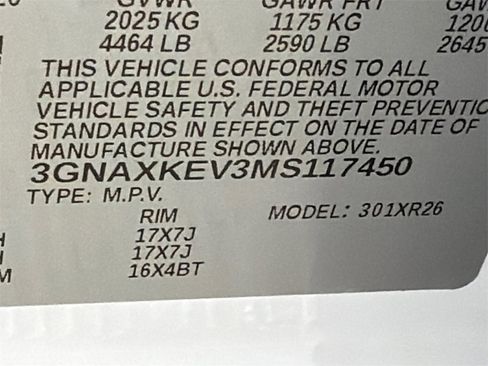 GVWR GAWR FRT
2025 KG 1175 KG
4464 LB 2590 LB 2645
THIS VEHICLE CONFORMS TO ALL
APPLICABLE U.S. FEDERAL MOTOR
VEHICLE SAFETY AND THEFT PREVENTIO
STANDARDS IN EFFECT ON THE DATE OF
MANUFACTURE SHOWN ABOVE.
3GNAXKEV3MS117450
TYPE: M.P.V.
RIM MODEL: 301XR26
17X7J
17X7J
16X4BT